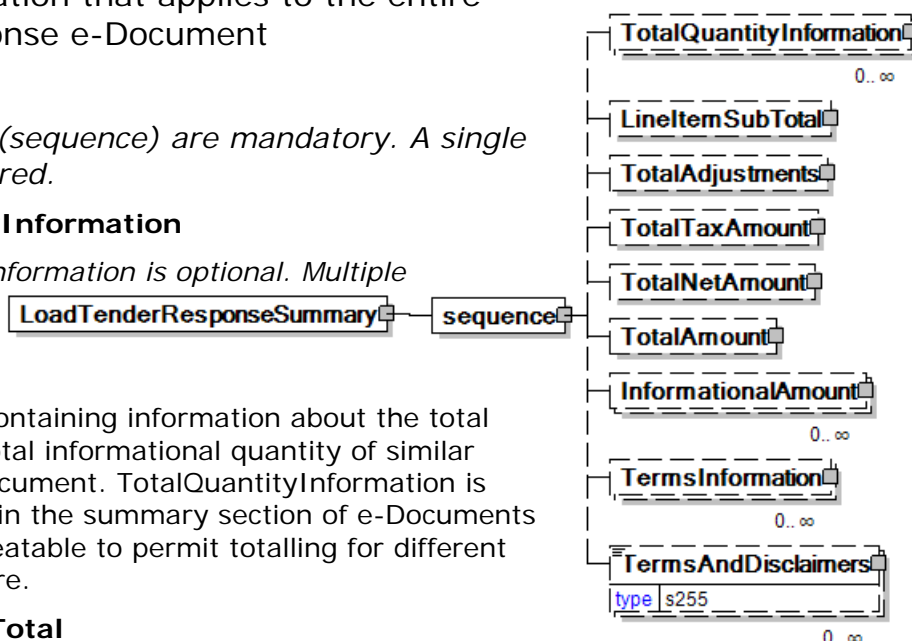 ation that applies to the entire
onse e-Document
(sequence) are mandatory. A single
red.
Information
nformation is optional. Multiple
LoadTenderResponseSummary
sequence
ontaining information about the total
otal informational quantity of similar
ocument. TotalQuantityInformation is
in the summary section of e-Documents
eatable to permit totalling for different
re.
Total
TotalQuantityInformation
0.. ∞
LineItemSubTotal
TotalAdjustments
TotalTaxAmount
TotalNetAmount
TotalAmount
InformationalAmount
0.. ∞
TermsInformation
0.. ∞
TermsAndDisclaimers
type s255
0.. ∞